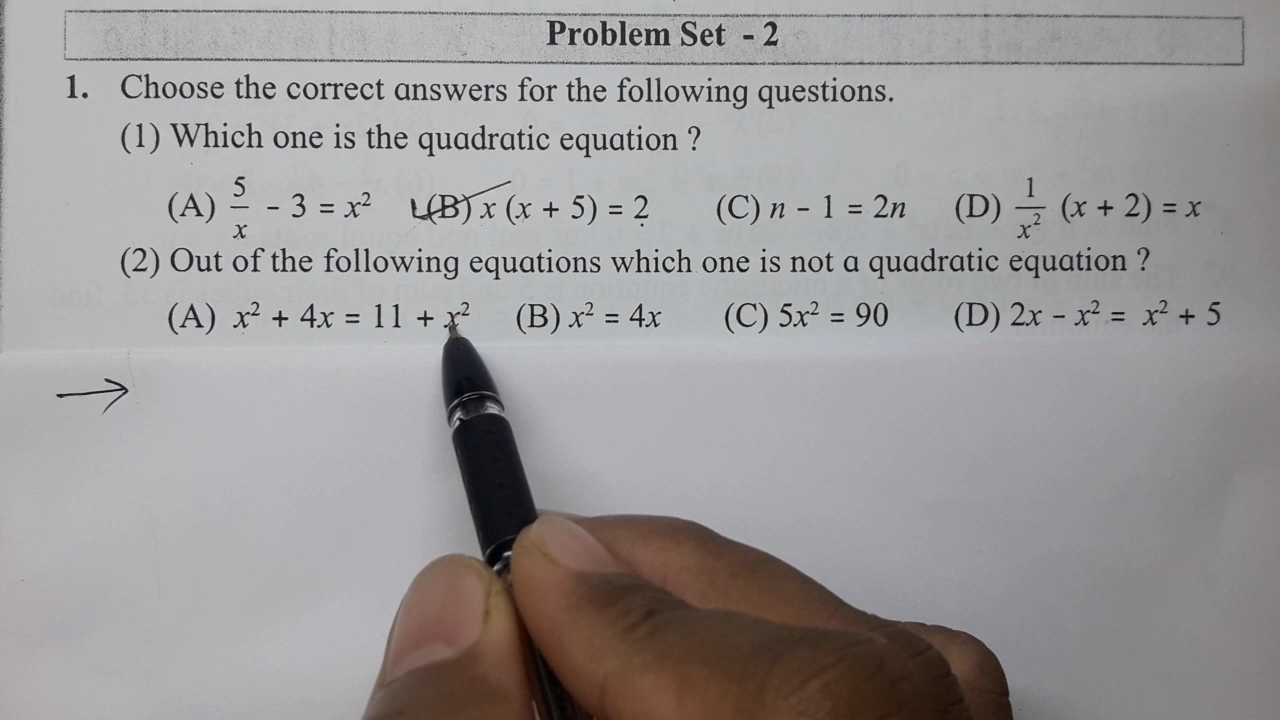 Problem Set - 2
1. Choose the correct answers for the following questions.
(1) Which one is the quadratic equation ?
(A) 5/x - 3 = x² (B) x (x + 5) = 2 (C) n - 1 = 2n (D) 1/x² (x + 2) = x
(2) Out of the following equations which one is not a quadratic equation ?
(A) x² + 4x = 11 + x² (B) x² = 4x (C) 5x² = 90 (D) 2x - x² = x² + 5